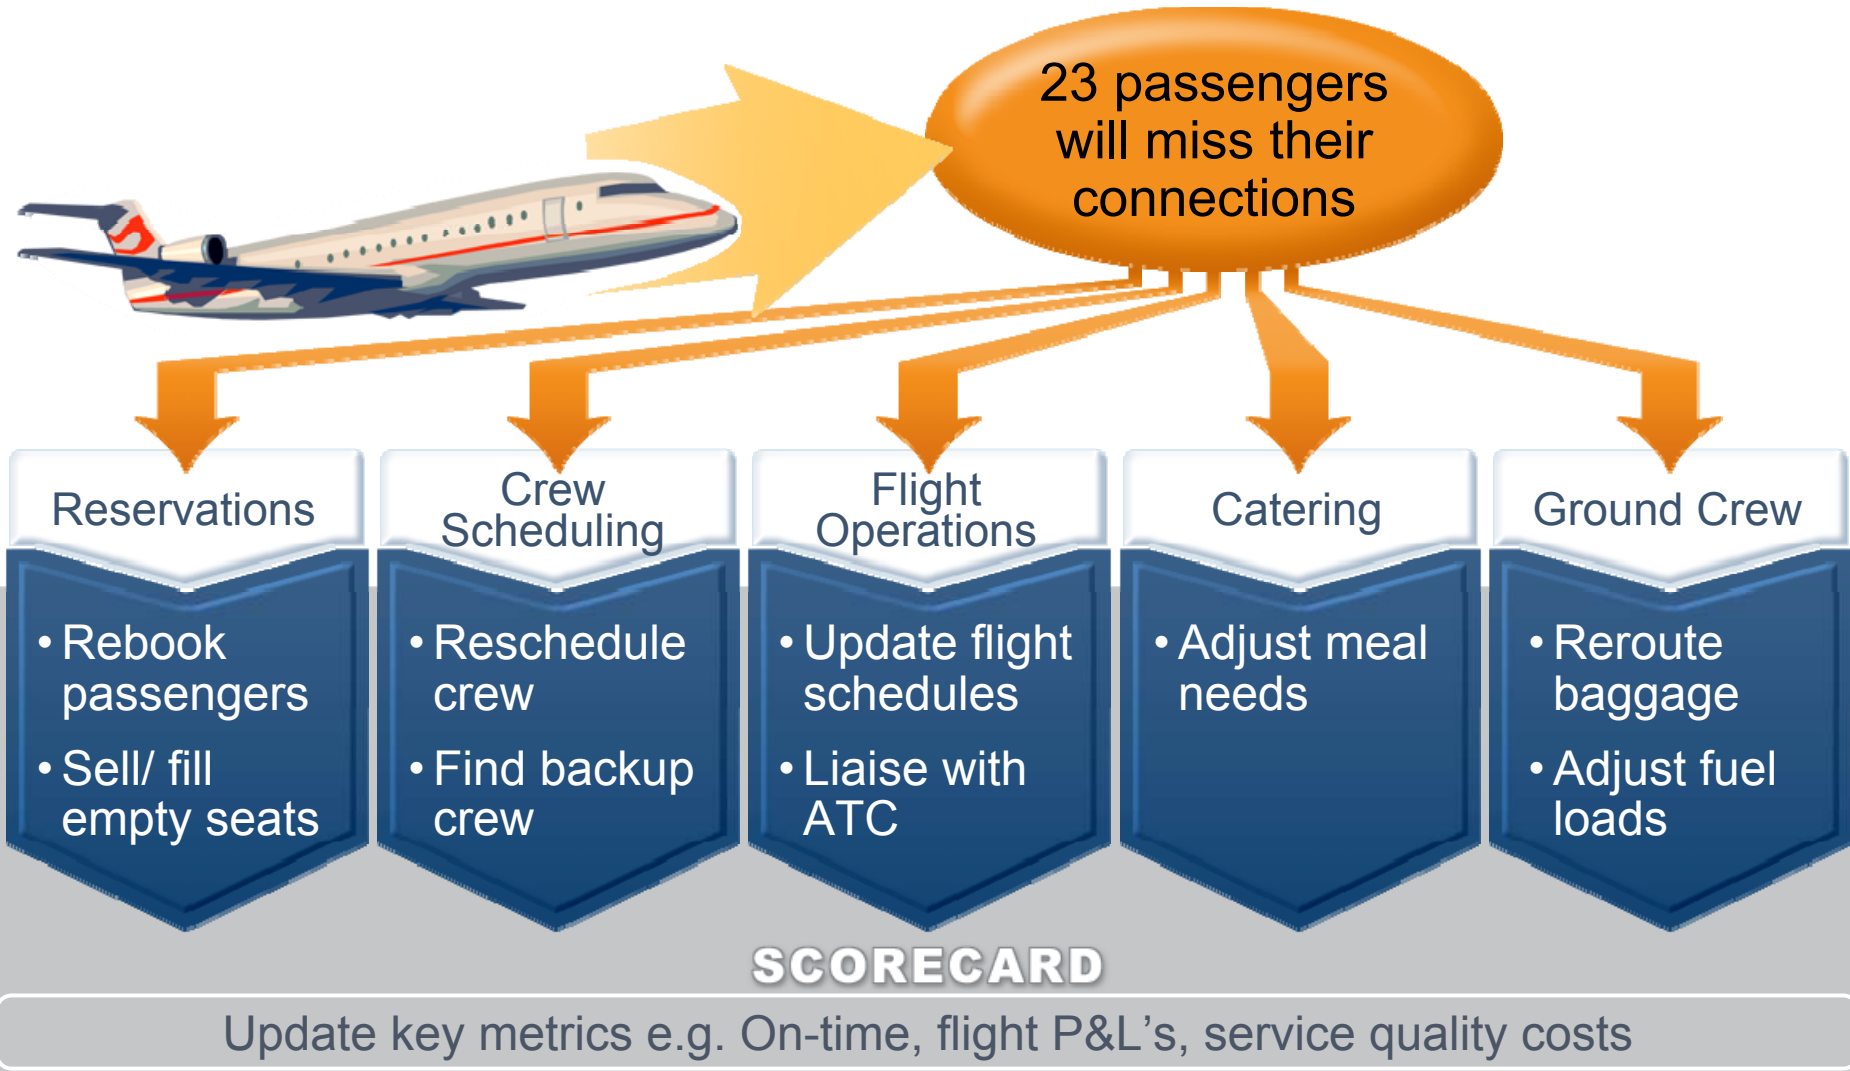 23 passengers
will miss their
connections
Reservations
Crew
Scheduling
Flight
Operations
Catering
Ground Crew
• Rebook
passengers
• Sell/ fill
empty seats
• Reschedule
crew
• Find backup
crew
• Update flight
schedules
• Liaise with
ATC
• Adjust meal
needs
• Reroute
baggage
• Adjust fuel
loads
SCORECARD
Update key metrics e.g. On-time, flight P&L’s, service quality costs